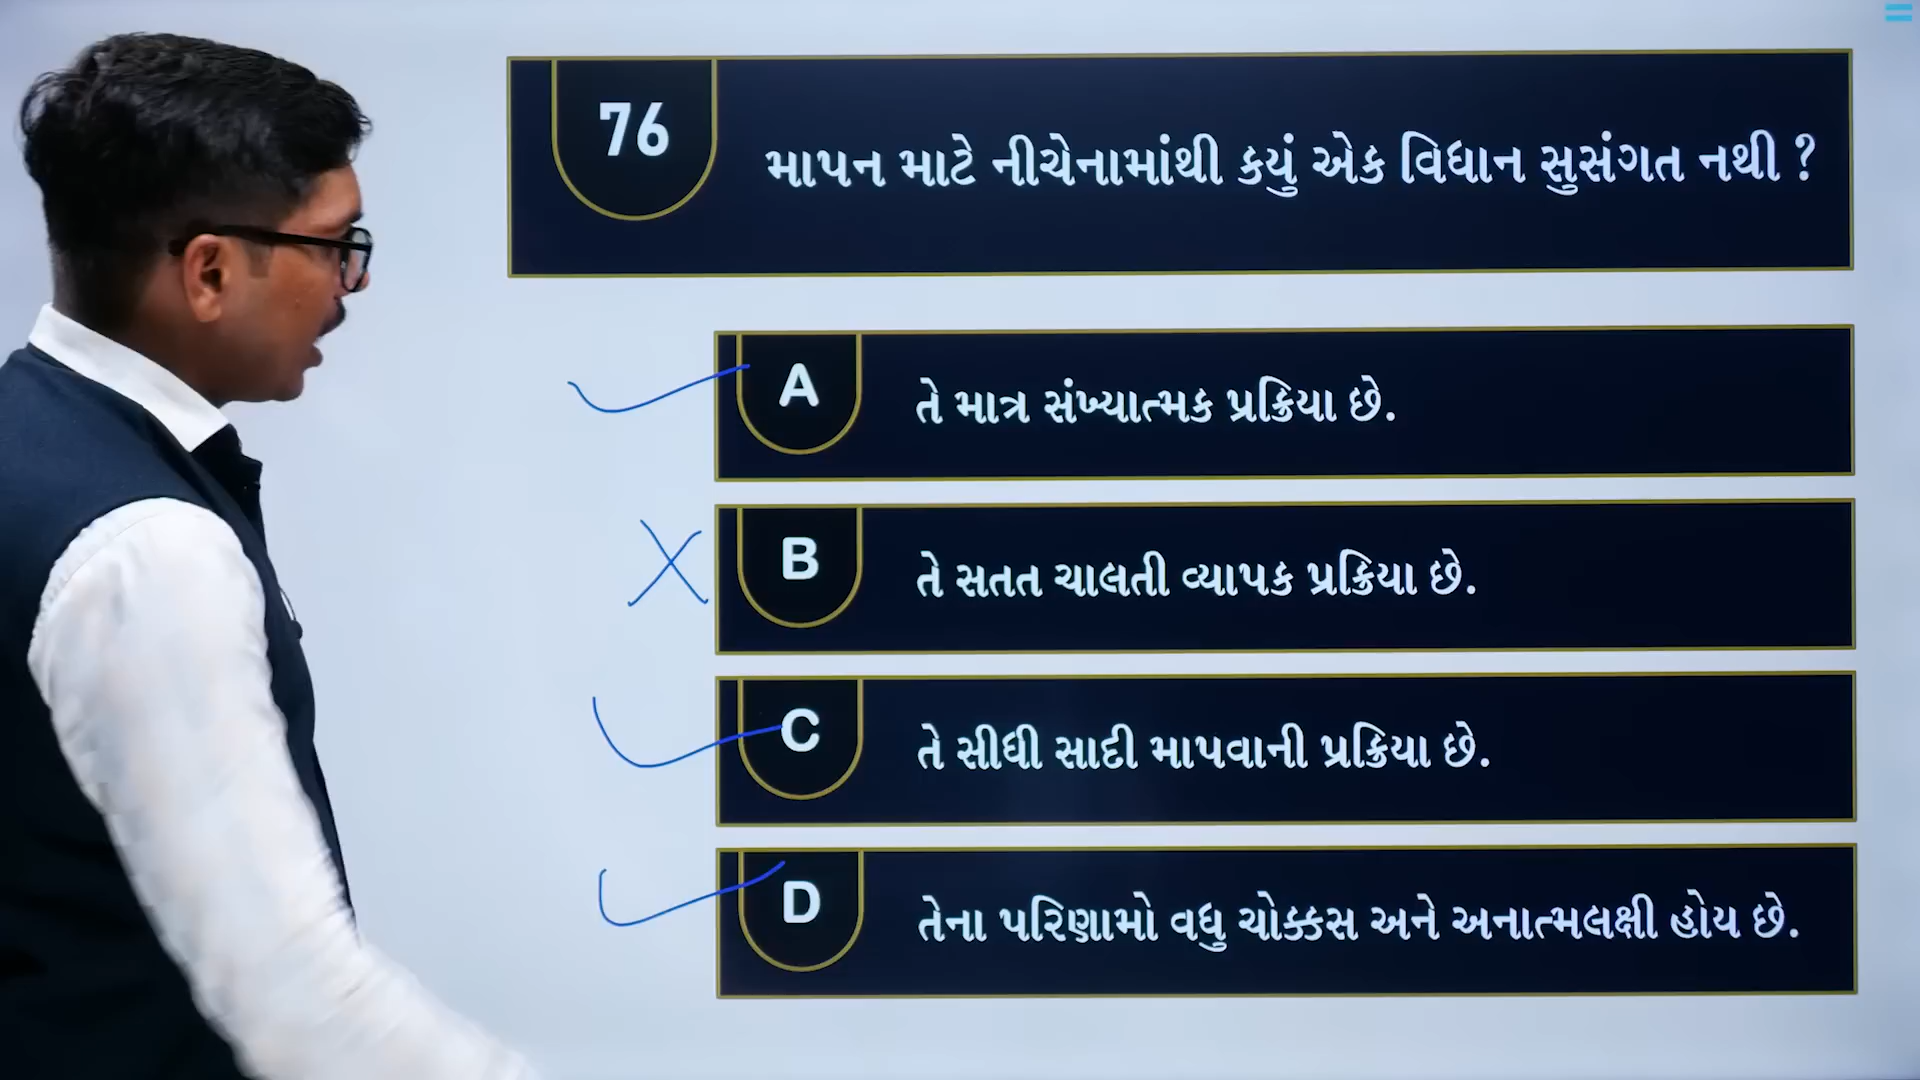 76
માપન માટે નીચેનામાંથી કયું એક વિધાન સુસંગત નથી ?
A
તે માત્ર સંખ્યાત્મક પ્રક્રિયા છે.
B
તે સતત ચાલતી વ્યાપક પ્રક્રિયા છે.
C
તે સીધી સાદી માપવાની પ્રક્રિયા છે.
D
તેના પરિણામો વધુ ચોક્કસ અને અનાત્મલક્ષી હોય છે.